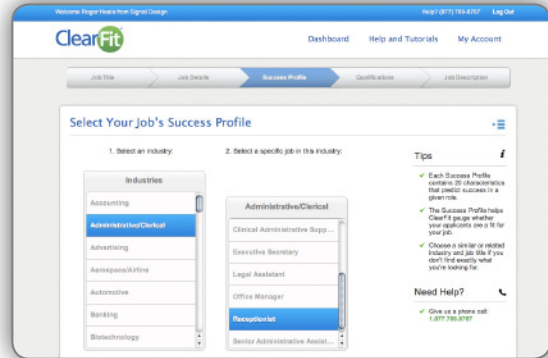 Welcome Roger Heale from Signal Design
Help? (877) 789-8767 Log Out
ClearFit
Dashboard Help and Tutorials My Account
Job Title Job Details Success Profile Qualifications Job Description
Select Your Job's Success Profile
1. Select an industry:
2. Select a specific job in this industry:
Industries
Accounting
Administrative/Clerical
Advertising
Aerospace/Airline
Automotive
Banking
Biotechnology
Administrative/Clerical
Clinical Administrative Supp...
Executive Secretary
Legal Assistant
Office Manager
Receptionist
Senior Administrative Assist...
Tips
Each Success Profile
contains 20 characteristics
that predict success in a
given role.
The Success Profile helps
ClearFit gauge whether
your applicants are a fit for
your job.
Choose a similar or related
industry and job title if you
don't find exactly what
you're looking for.
Need Help?
Give us a phone call
1.877.789.8767